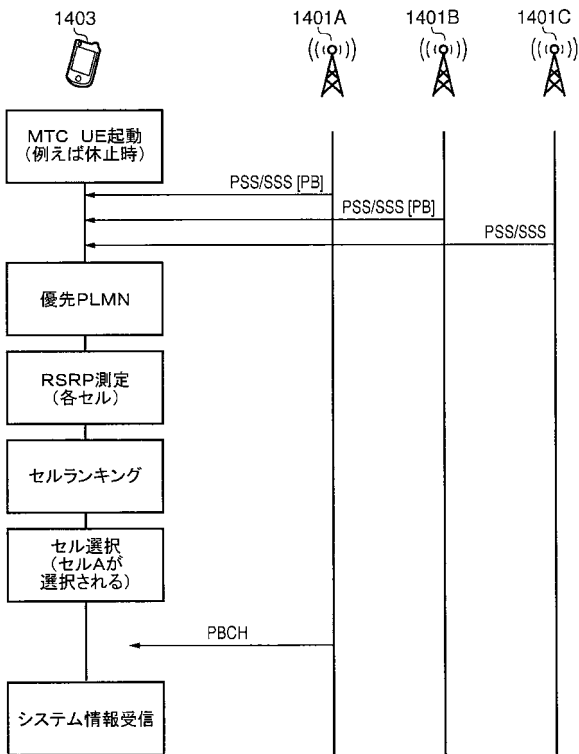 1403
1401A
1401B
1401C
MTC UE起動
(例えば休止時)
PSS/SSS [PB]
PSS/SSS [PB]
PSS/SSS
優先PLMN
RSRP測定
(各セル)
セルランキング
セル選択
(セルAが
選択される)
PBCH
システム情報受信